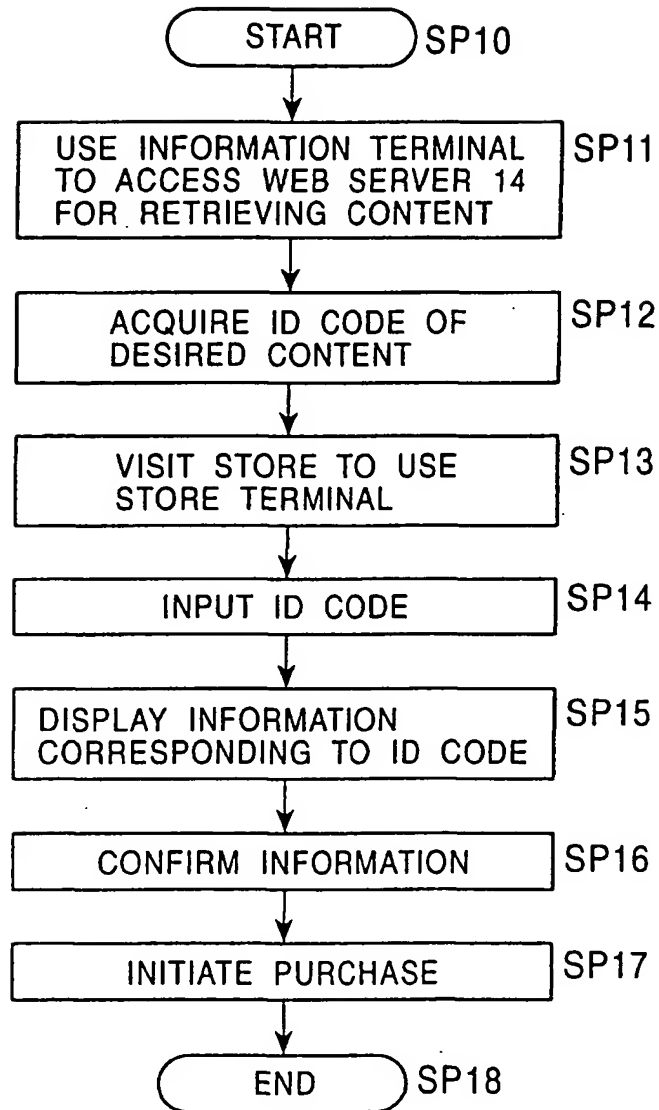 START SP10
USE INFORMATION TERMINAL SP11
TO ACCESS WEB SERVER 14
FOR RETRIEVING CONTENT
ACQUIRE ID CODE OF SP12
DESIRED CONTENT
VISIT STORE TO USE SP13
STORE TERMINAL
INPUT ID CODE SP14
DISPLAY INFORMATION SP15
CORRESPONDING TO ID CODE
CONFIRM INFORMATION SP16
INITIATE PURCHASE SP17
END SP18